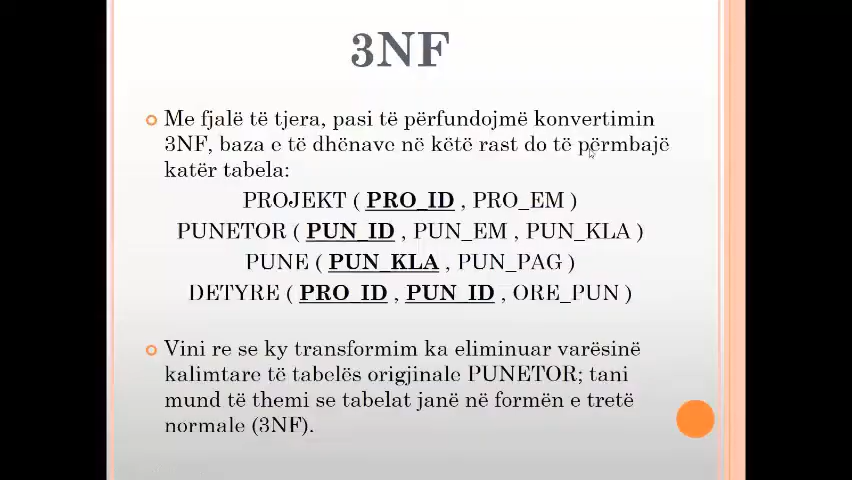 3NF
Me fjalë të tjera, pasi të përfundojmë konvertimin
3NF, baza e të dhënave në këtë rast do të përmbajë
katër tabela:
PROJEKT ( PRO_ID , PRO_EM )
PUNETOR ( PUN_ID , PUN_EM , PUN_KLA )
PUNE ( PUN_KLA , PUN_PAG )
DETYRE ( PRO_ID , PUN_ID , ORE_PUN )
Vini re se ky transformim ka eliminuar varësinë
kalimtare të tabelës origjinale PUNETOR; tani
mund të themi se tabelat janë në formën e tretë
normale (3NF).